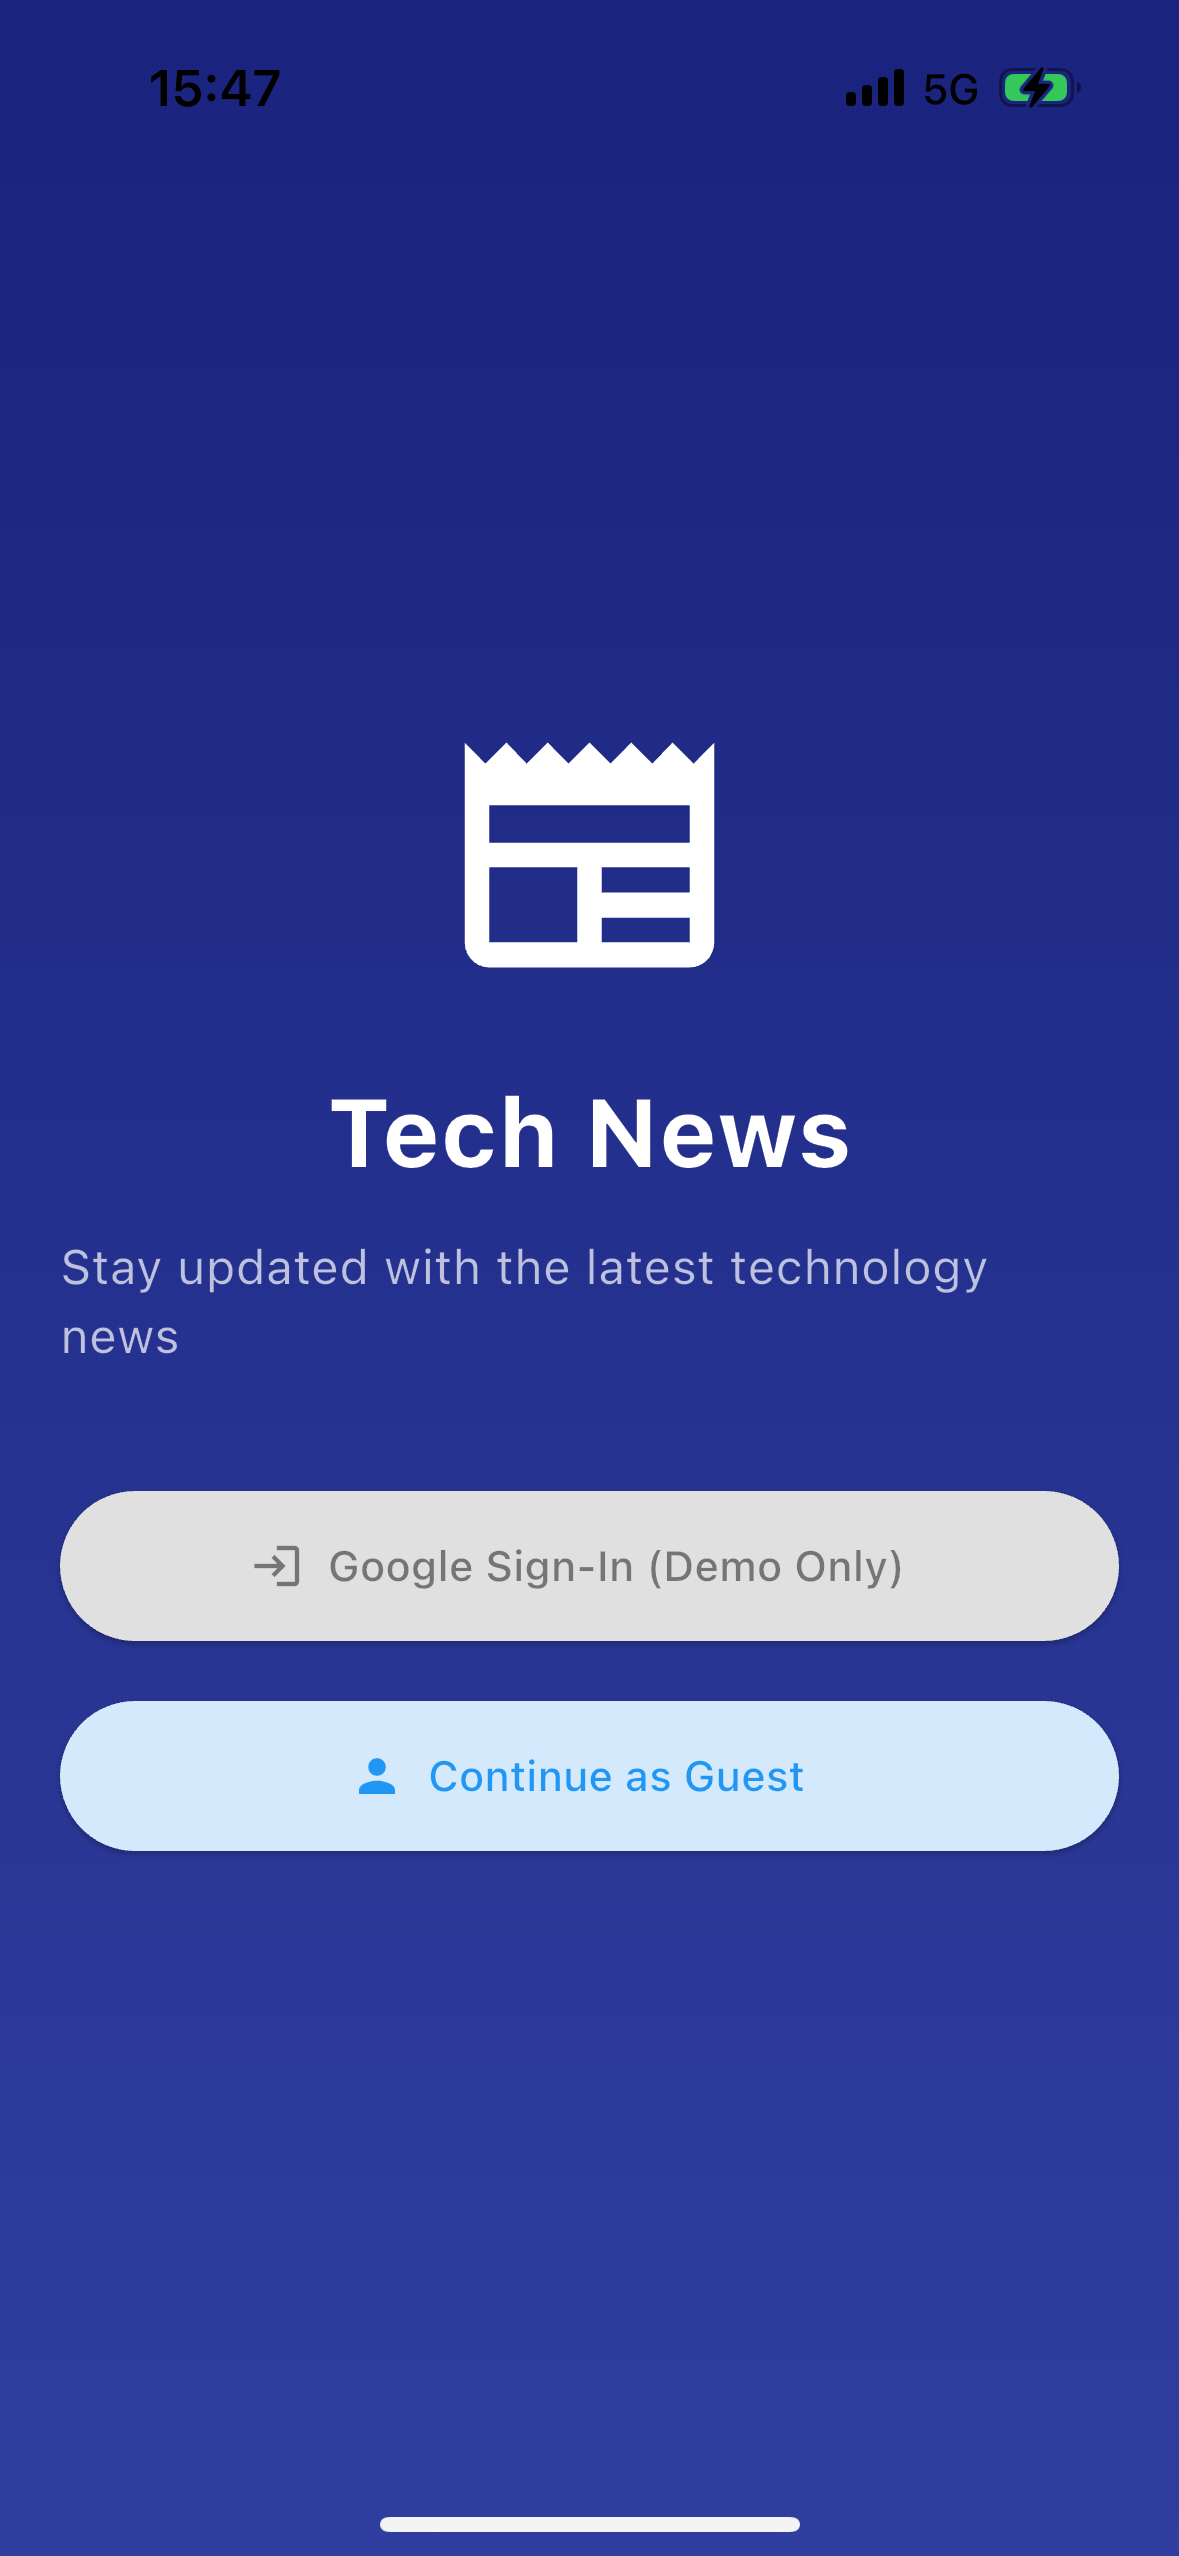 15:47 5G
Tech News
Stay updated with the latest technology
news
Google Sign-In (Demo Only)
Continue as Guest